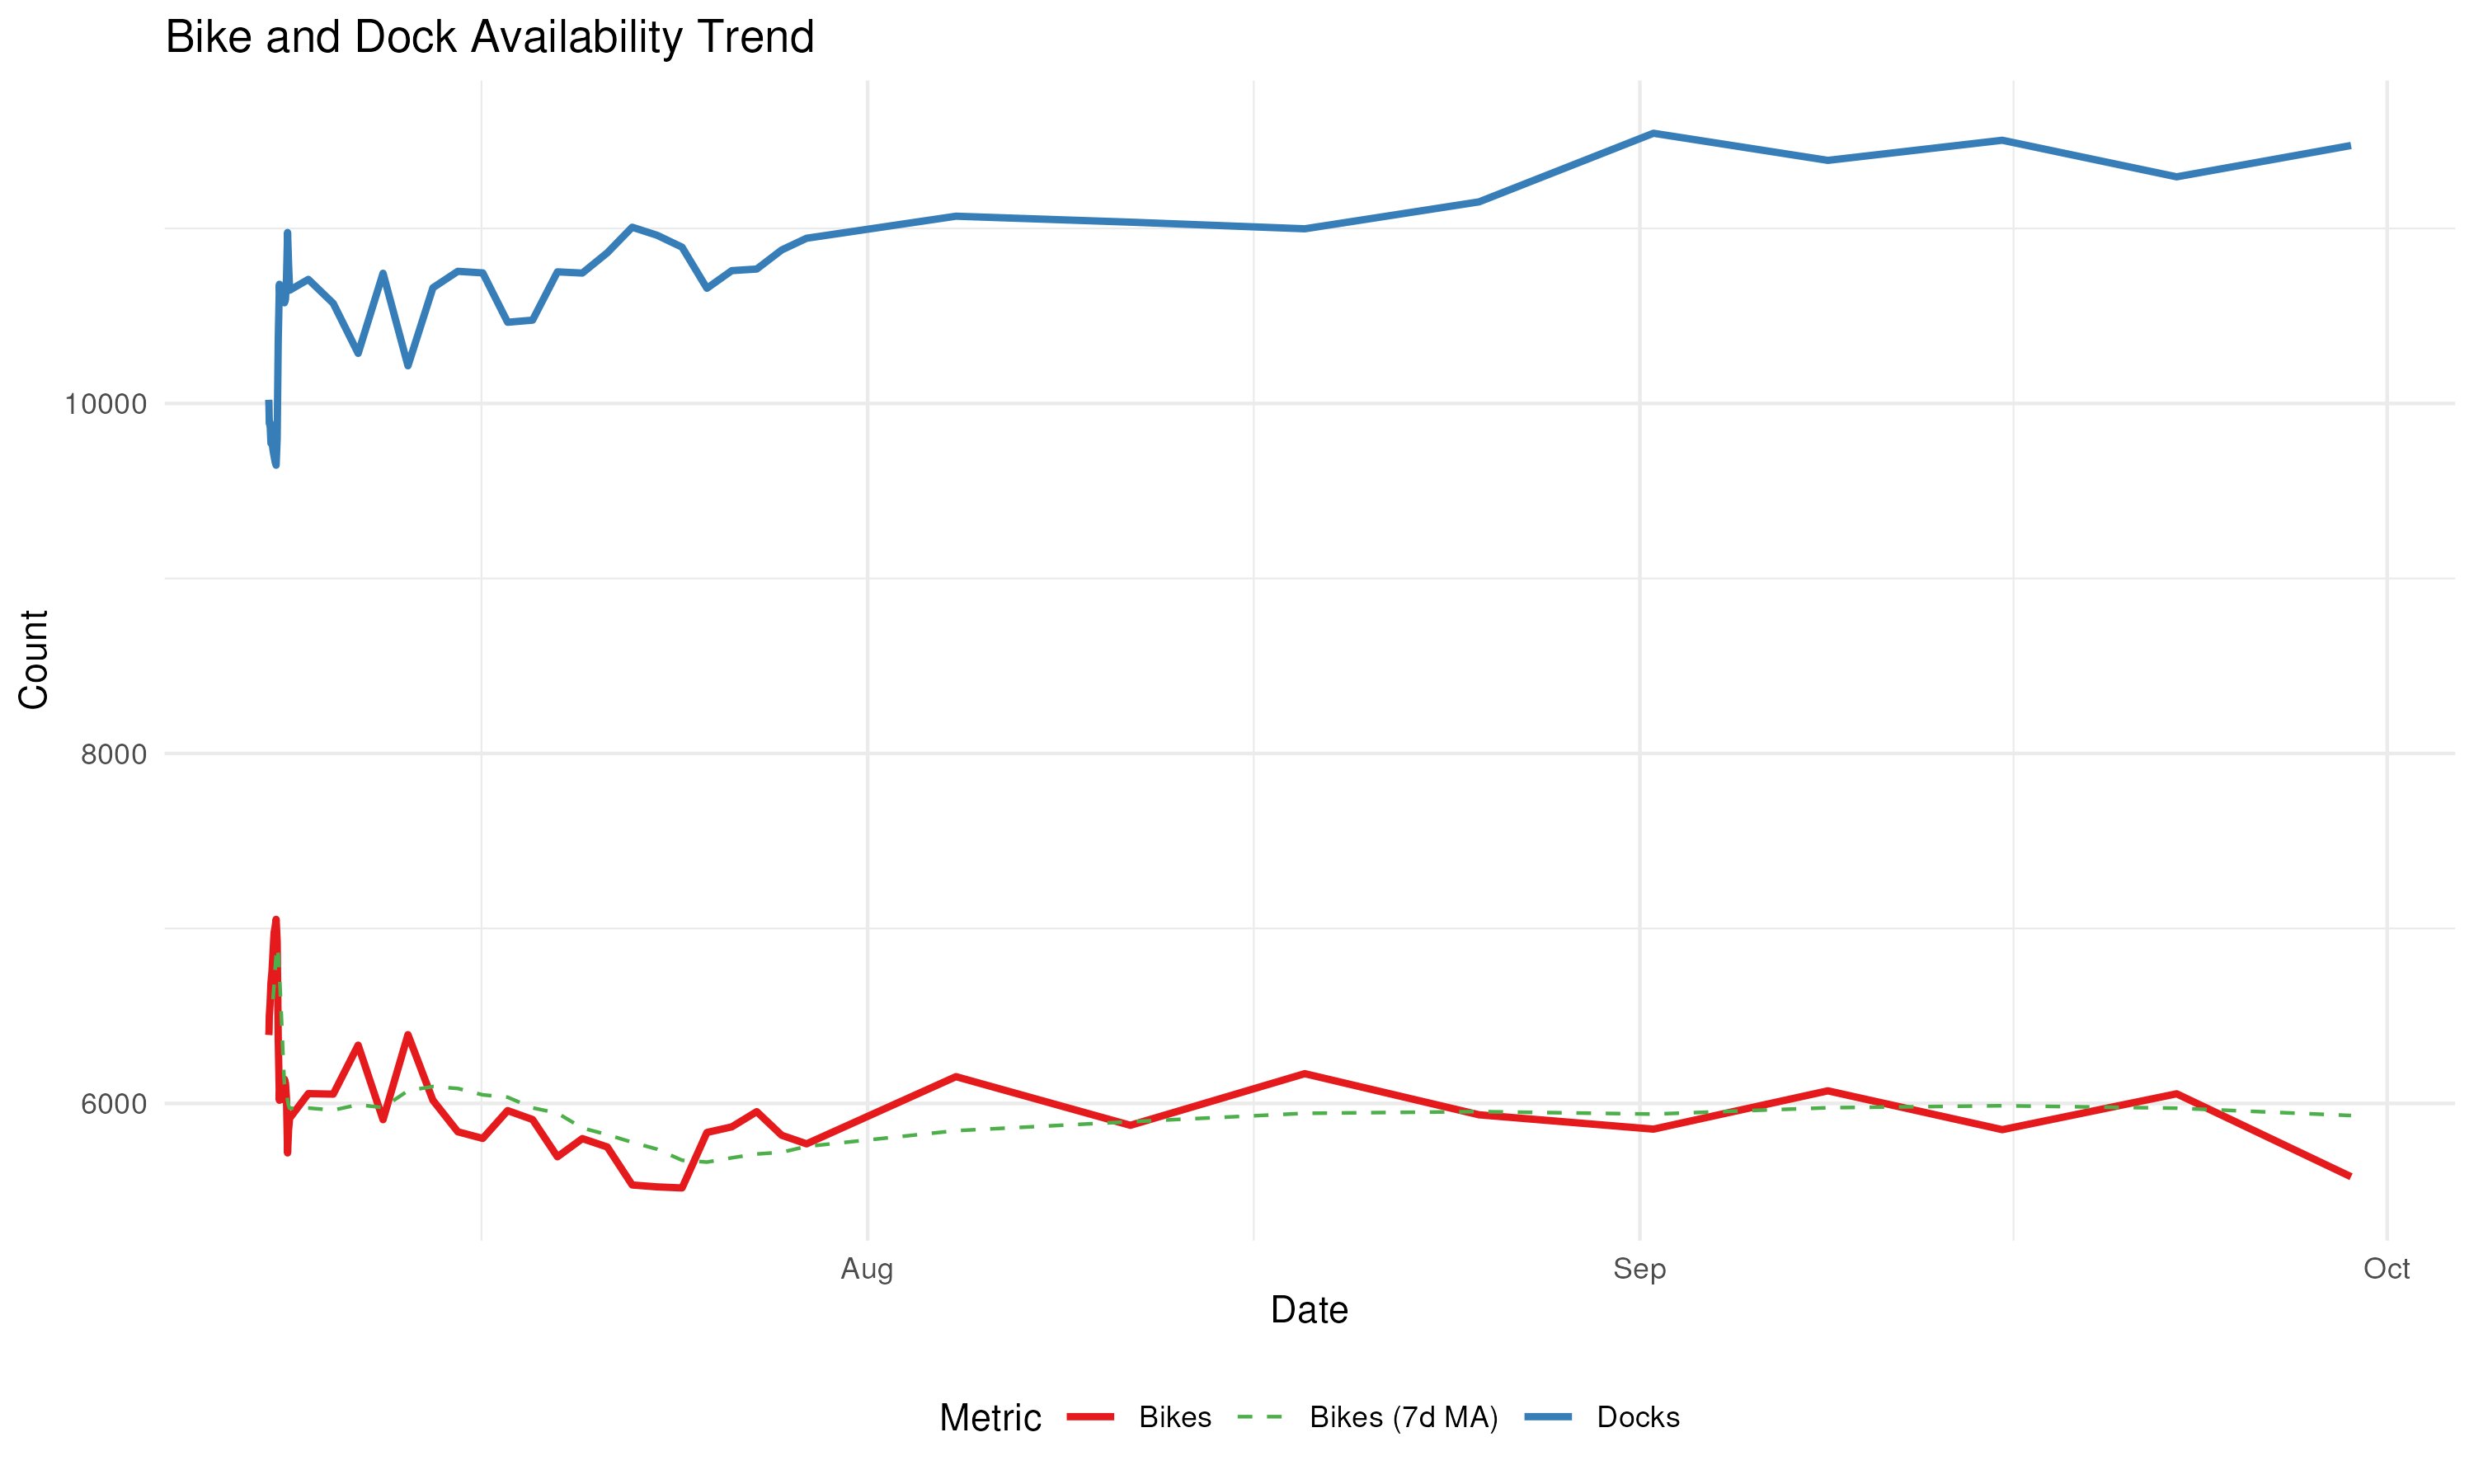 Bike and Dock Availability Trend
Count
10000
8000
6000
Aug Sep Oct
Date
Metric Bikes Bikes (7d MA) Docks